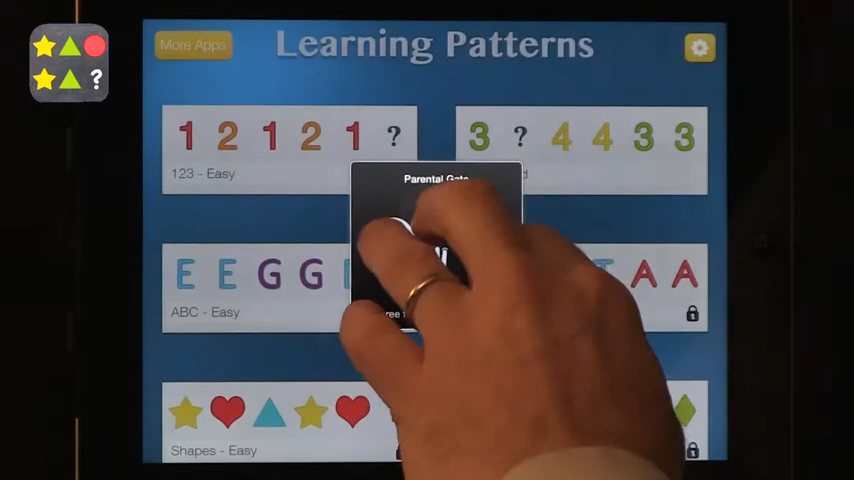 ?
More Apps
Learning Patterns
1 2 1 2 1 ?
123 - Easy
3 ? 4 4 3 3
Parental Gate
E E G G
A A
ABC - Easy
Shapes - Easy